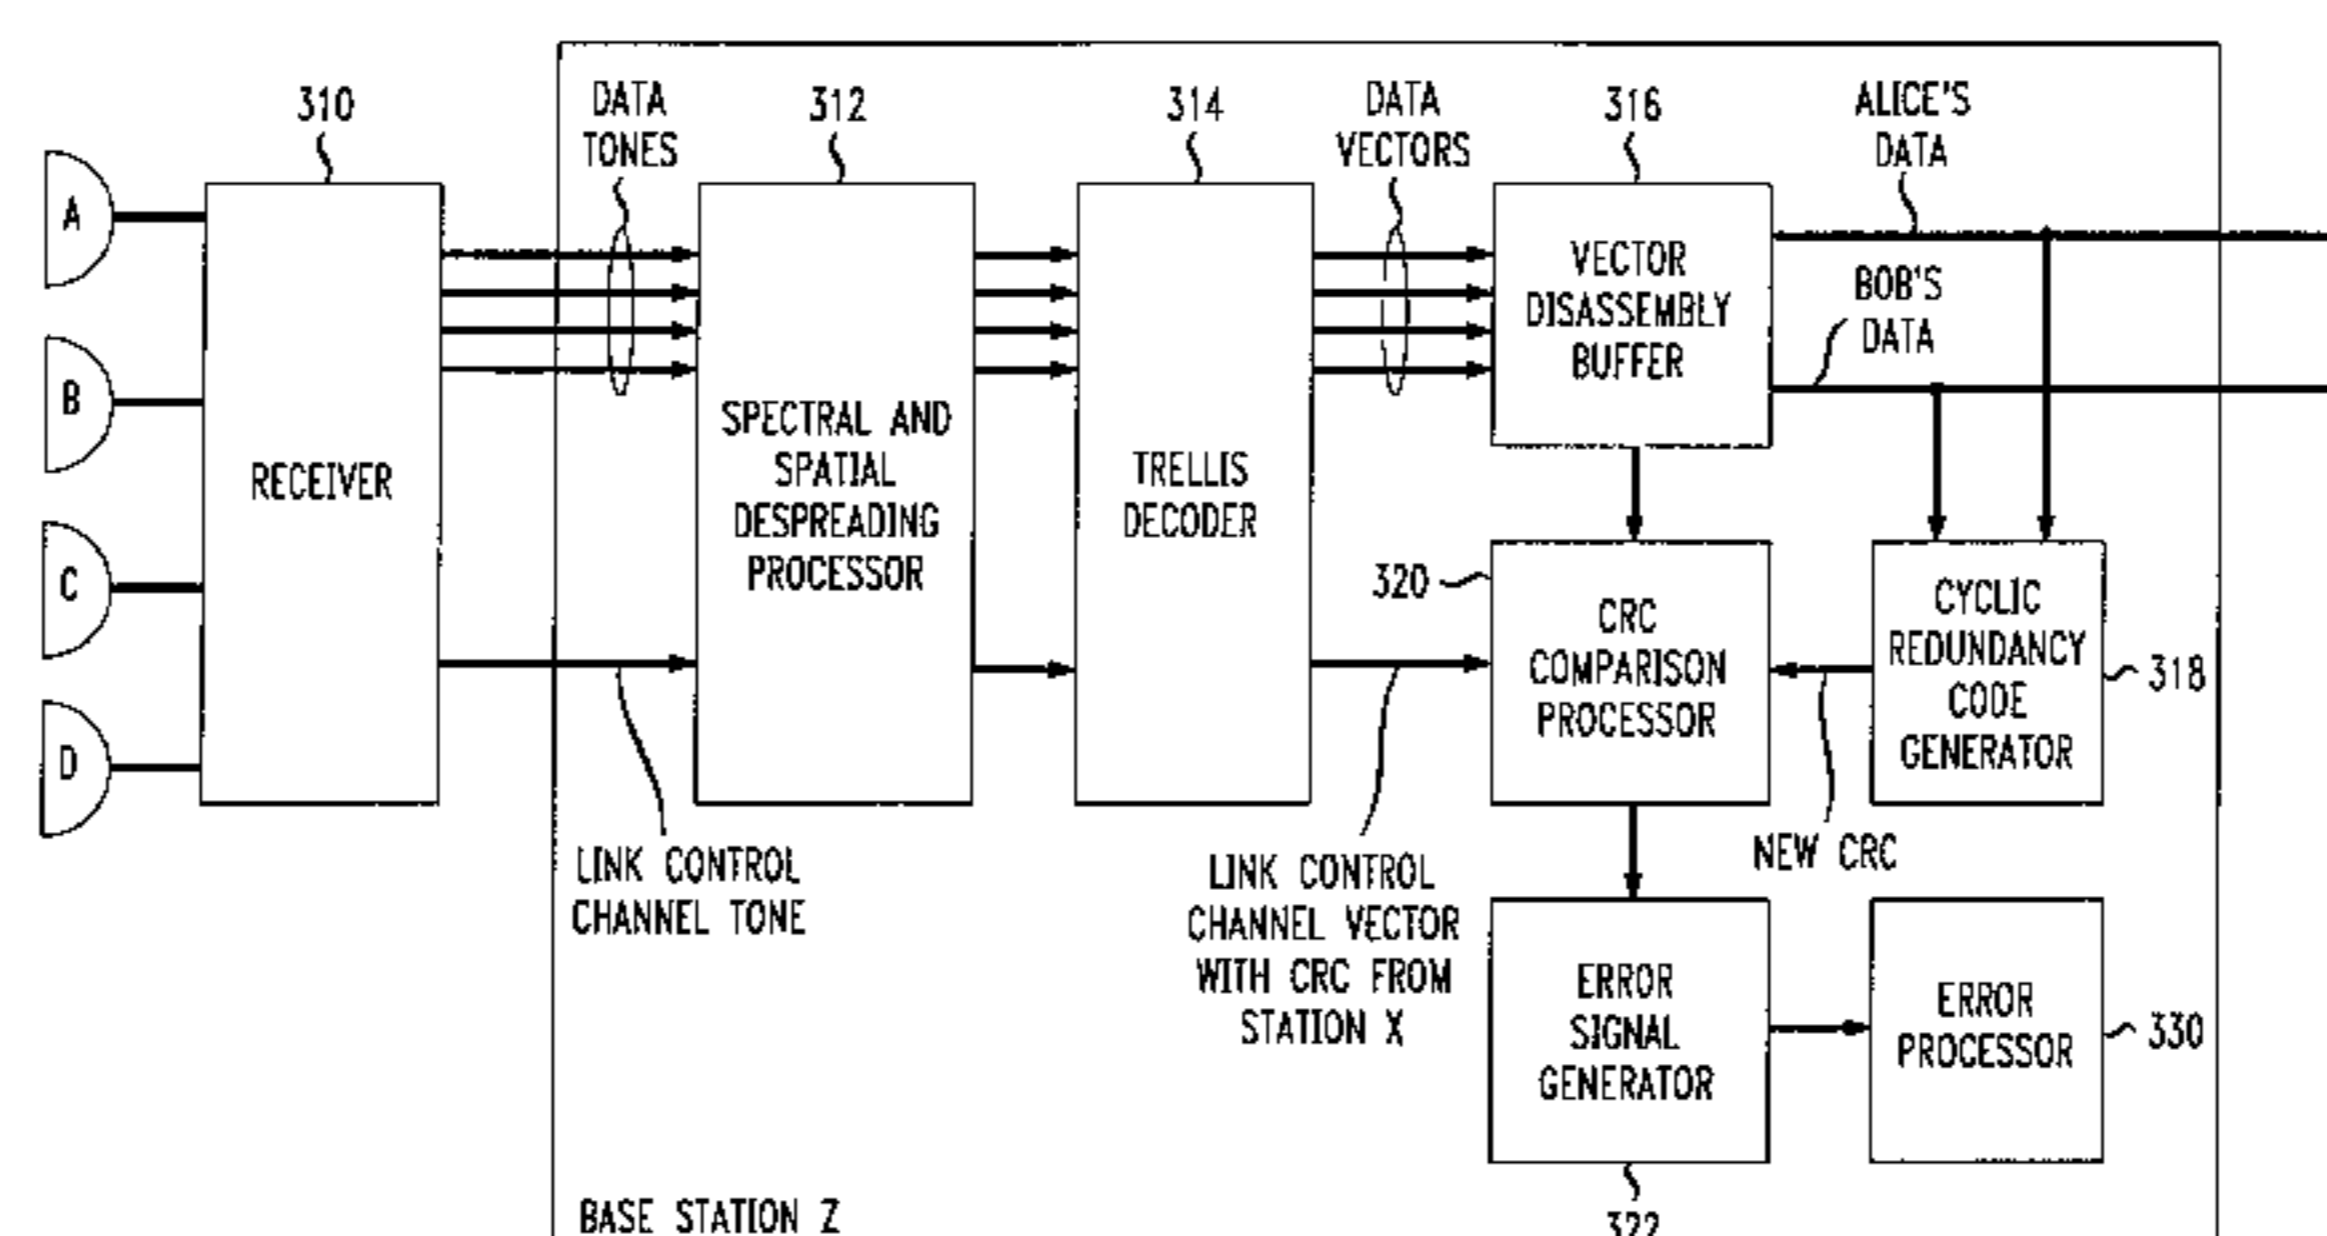 310
DATA
TONES
312
314
DATA
VECTORS
316
ALICE'S
DATA
A
B
C
D
RECEIVER
SPECTRAL AND
SPATIAL
DESPREADING
PROCESSOR
TRELLIS
DECODER
VECTOR
DISASSEMBLY
BUFFER
BOB'S
DATA
320
CRC
COMPARISON
PROCESSOR
CYCLIC
REDUNDANCY
CODE
GENERATOR
318
NEW CRC
LINK CONTROL
CHANNEL TONE
LINK CONTROL
CHANNEL VECTOR
WITH CRC FROM
STATION X
ERROR
SIGNAL
GENERATOR
ERROR
PROCESSOR
330
BASE STATION Z
322